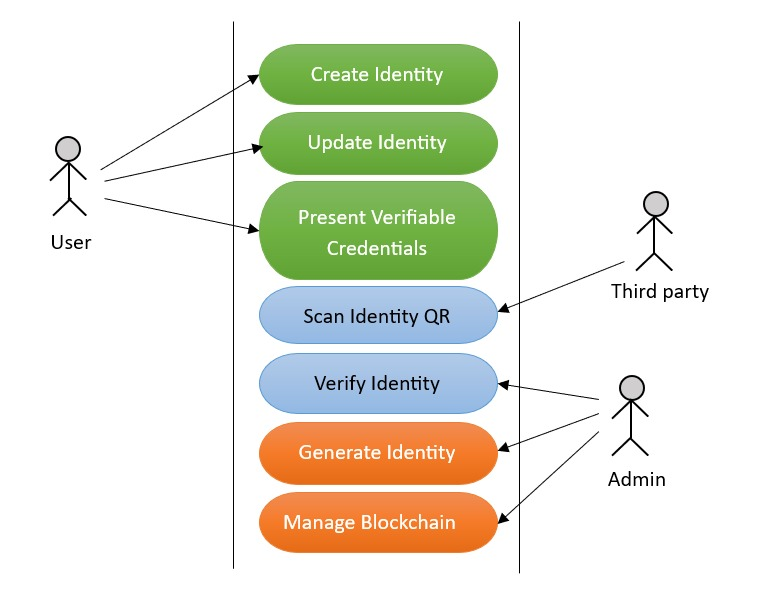 Create Identity
Update Identity
Present Verifiable
Credentials
User
Scan Identity QR
Third party
Verify Identity
Generate Identity
Admin
Manage Blockchain